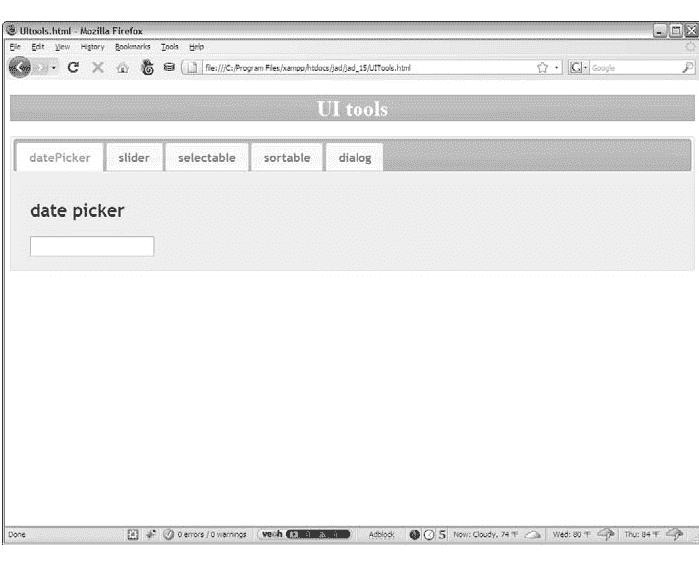 UItools.html - Mozilla Firefox
File Edit View History Bookmarks Tools Help
file:///C:/Program Files/xampp/htdocs/jad/jad_15/UITools.html
Google
UI tools
datePicker slider selectable sortable dialog
date picker
Done 0 errors / 0 warnings veoh Adblock 5 Now: Cloudy, 74 °F Wed: 80 °F Thu: 84 °F